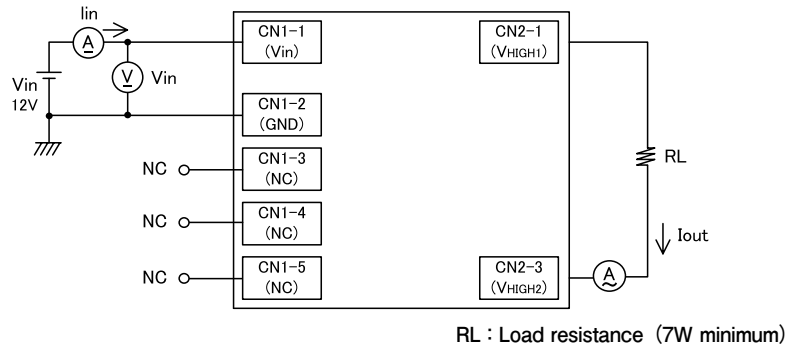 Iin
A
V
Vin
Vin
12V
CN1-1
(Vin)
CN1-2
(GND)
NC
CN1-3
(NC)
NC
CN1-4
(NC)
NC
CN1-5
(NC)
CN2-1
(VHIGH1)
RL
Iout
CN2-3
(VHIGH2)
A
RL : Load resistance (7W minimum)